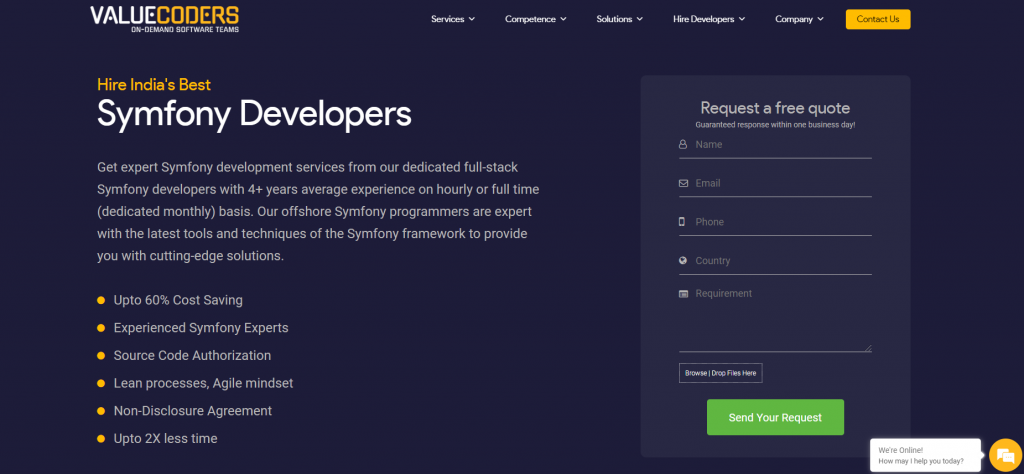 VALUECODERS
ON-DEMAND SOFTWARE TEAMS
Services
Competence
Solutions
Hire Developers
Company
Contact Us
Hire India's Best
Symfony Developers
Get expert Symfony development services from our dedicated full-stack
Symfony developers with 4+ years average experience on hourly or full time
(dedicated monthly) basis. Our offshore Symfony programmers are expert
with the latest tools and techniques of the Symfony framework to provide
you with cutting-edge solutions.
Upto 60% Cost Saving
Experienced Symfony Experts
Source Code Authorization
Lean processes, Agile mindset
Non-Disclosure Agreement
Upto 2X less time
Request a free quote
Guaranteed response within one business day!
Name
Email
Phone
Country
Requirement
Browse | Drop Files Here
Send Your Request
We're Online!
How may I help you today?